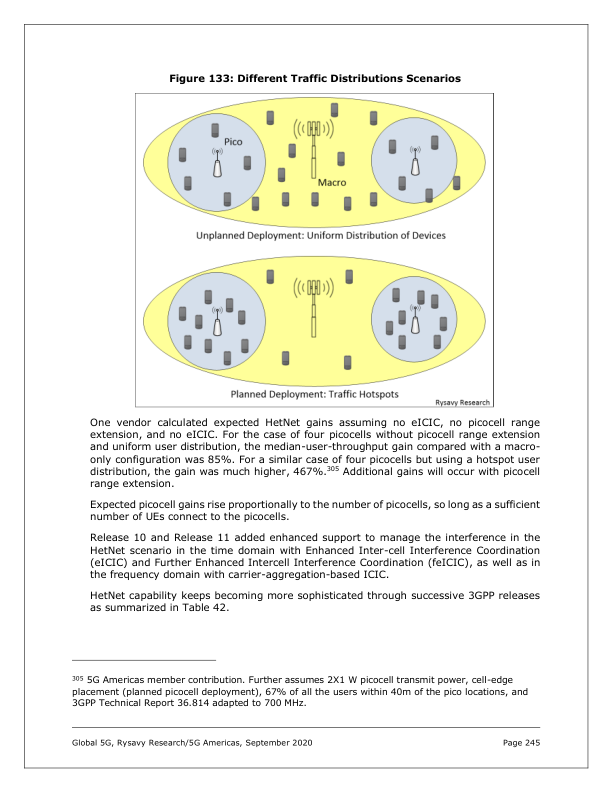 Figure 133: Different Traffic Distributions Scenarios
Pico
Macro
Unplanned Deployment: Uniform Distribution of Devices
Planned Deployment: Traffic Hotspots
Rysavy Research
One vendor calculated expected HetNet gains assuming no eICIC, no picocell range
extension, and no eICIC. For the case of four picocells without picocell range extension
and uniform user distribution, the median-user-throughput gain compared with a macro-
only configuration was 85%. For a similar case of four picocells but using a hotspot user
distribution, the gain was much higher, 467%.305 Additional gains will occur with picocell
range extension.
Expected picocell gains rise proportionally to the number of picocells, so long as a sufficient
number of UEs connect to the picocells.
Release 10 and Release 11 added enhanced support to manage the interference in the
HetNet scenario in the time domain with Enhanced Inter-cell Interference Coordination
(eICIC) and Further Enhanced Intercell Interference Coordination (feICIC), as well as in
the frequency domain with carrier-aggregation-based ICIC.
HetNet capability keeps becoming more sophisticated through successive 3GPP releases
as summarized in Table 42.
305 5G Americas member contribution. Further assumes 2X1 W picocell transmit power, cell-edge
placement (planned picocell deployment), 67% of all the users within 40m of the pico locations, and
3GPP Technical Report 36.814 adapted to 700 MHz.
Global 5G, Rysavy Research/5G Americas, September 2020
Page 245